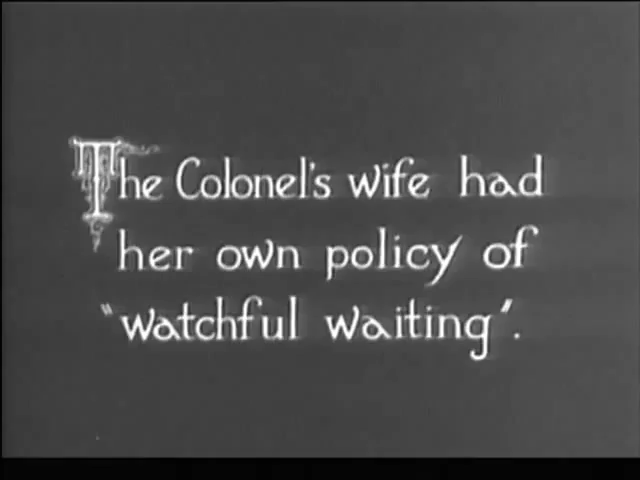 The Colonel's wife had
her own policy of
"watchful waiting".